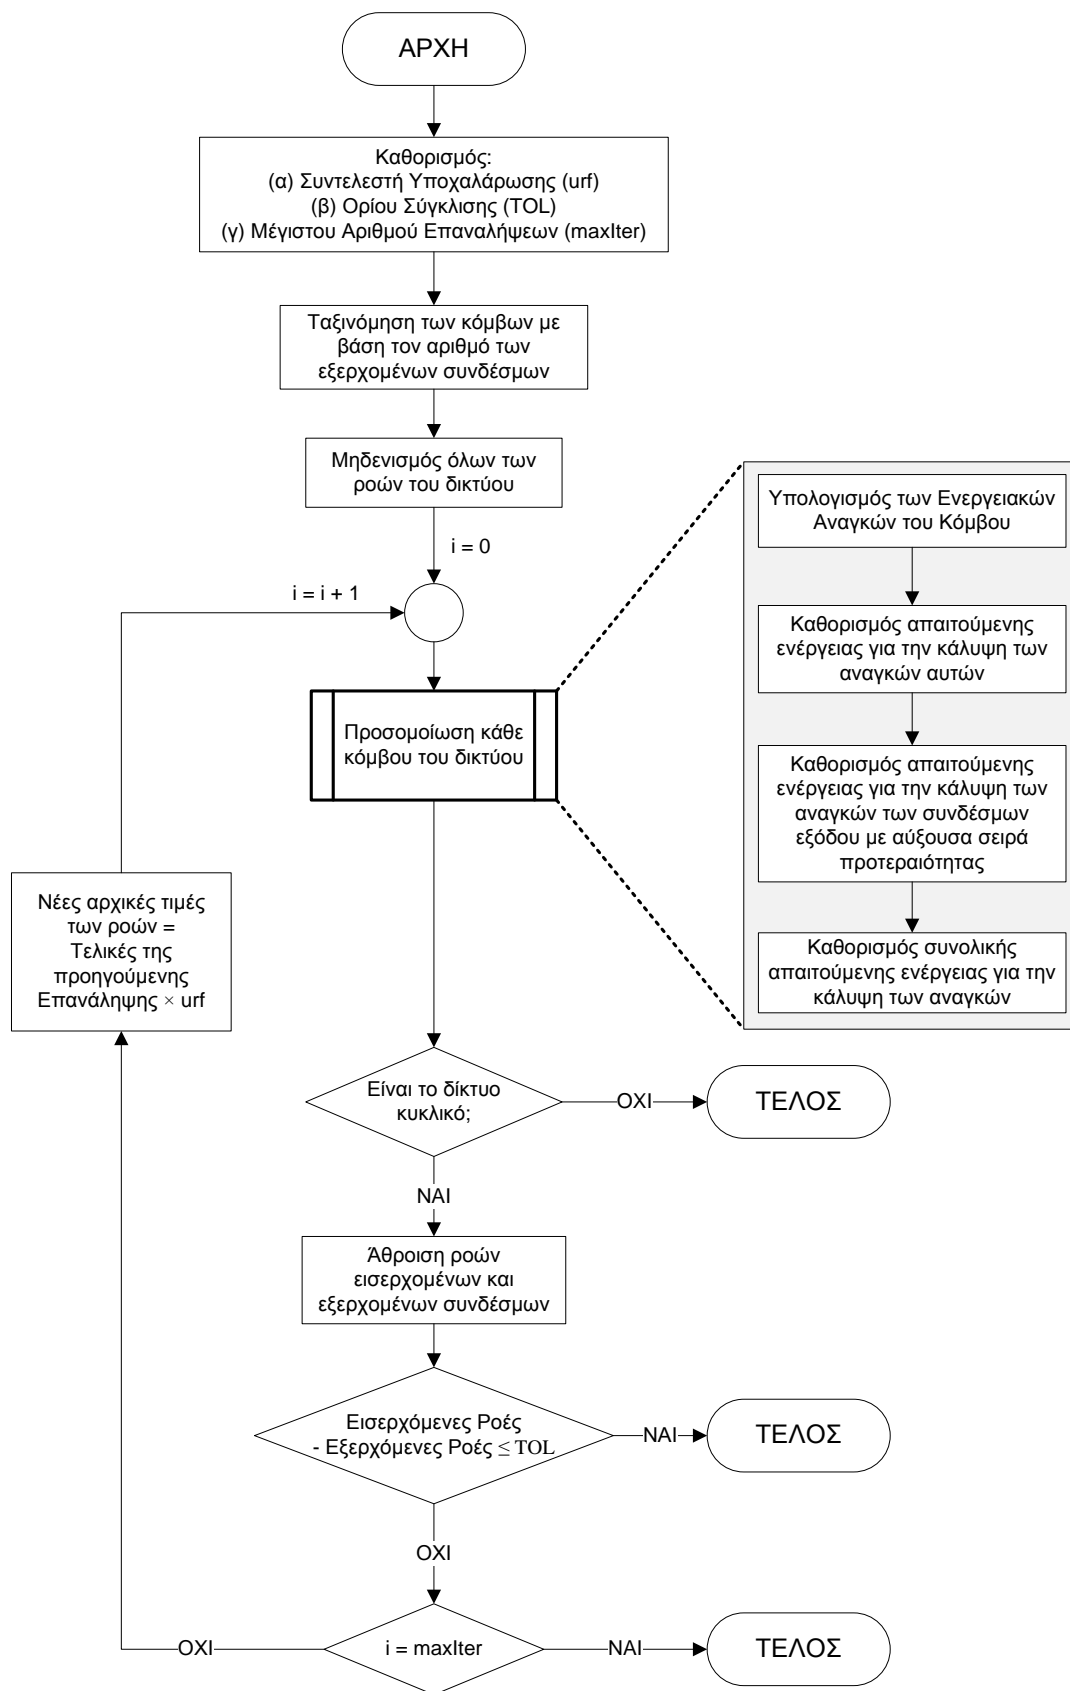 ΑΡΧΗ
Καθορισμός:
(α) Συντελεστή Υποχαλάρωσης (urf)
(β) Ορίου Σύγκλισης (TOL)
(γ) Μέγιστου Αριθμού Επαναλήψεων (maxIter)
Ταξινόμηση των κόμβων με
βάση τον αριθμό των
εξερχομένων συνδέσμων
Μηδενισμός όλων των
ροών του δικτύου
i = 0
i = i + 1
Προσομοίωση κάθε
κόμβου του δικτύου
Υπολογισμός των Ενεργειακών
Αναγκών του Κόμβου
Καθορισμός απαιτούμενης
ενέργειας για την κάλυψη των
αναγκών αυτών
Καθορισμός απαιτούμενης
ενέργειας για την κάλυψη των
αναγκών των συνδέσμων
εξόδου με αύξουσα σειρά
προτεραιότητας
Καθορισμός συνολικής
απαιτούμενης ενέργειας για την
κάλυψη των αναγκών
Νέες αρχικές τιμές
των ροών =
Τελικές της
προηγούμενης
Επανάληψης × urf
Είναι το δίκτυο
κυκλικό;
ΟΧΙ
ΤΕΛΟΣ
ΝΑΙ
Άθροιση ροών
εισερχομένων και
εξερχομένων συνδέσμων
Εισερχόμενες Ροές
- Εξερχόμενες Ροές ≤ TOL
ΝΑΙ
ΤΕΛΟΣ
ΟΧΙ
i = maxIter
ΟΧΙ
ΝΑΙ
ΤΕΛΟΣ